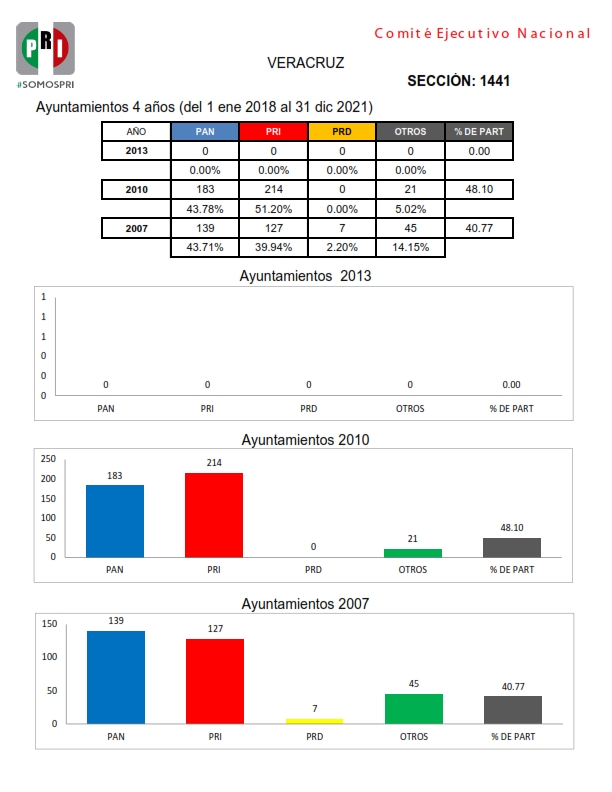 Comité Ejecutivo Nacional
PRI
#SOMOSPRI
VERACRUZ
SECCIÓN: 1441
Ayuntamientos 4 años (del 1 ene 2018 al 31 dic 2021)
AÑO PAN PRI PRD OTROS % DE PART
2013 0 0 0 0 0.00
0.00% 0.00% 0.00% 0.00%
2010 183 214 0 21 48.10
43.78% 51.20% 0.00% 5.02%
2007 139 127 7 45 40.77
43.71% 39.94% 2.20% 14.15%
Ayuntamientos 2013
1
1
1
0
0
0
0 0 0 0 0.00
PAN PRI PRD OTROS % DE PART
Ayuntamientos 2010
250
200
150
100
50
0
183 214 0 21 48.10
PAN PRI PRD OTROS % DE PART
Ayuntamientos 2007
150
100
50
0
139 127 7 45 40.77
PAN PRI PRD OTROS % DE PART